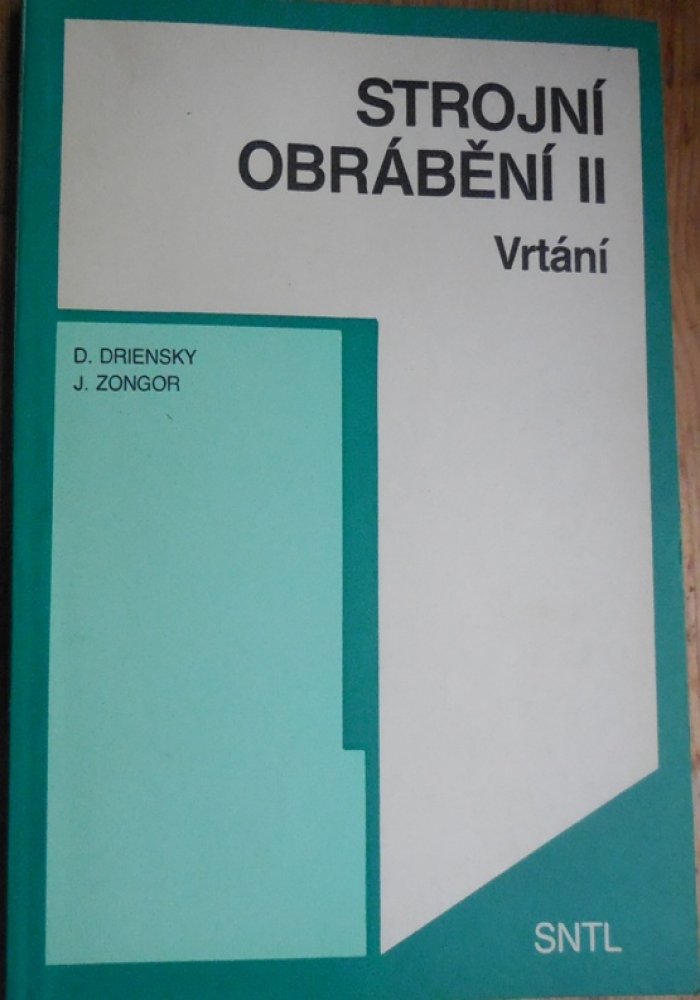 STROJNÍ
OBRÁBĚNÍ II
Vrtání
D. DRIENSKY
J. ZONGOR
SNTL